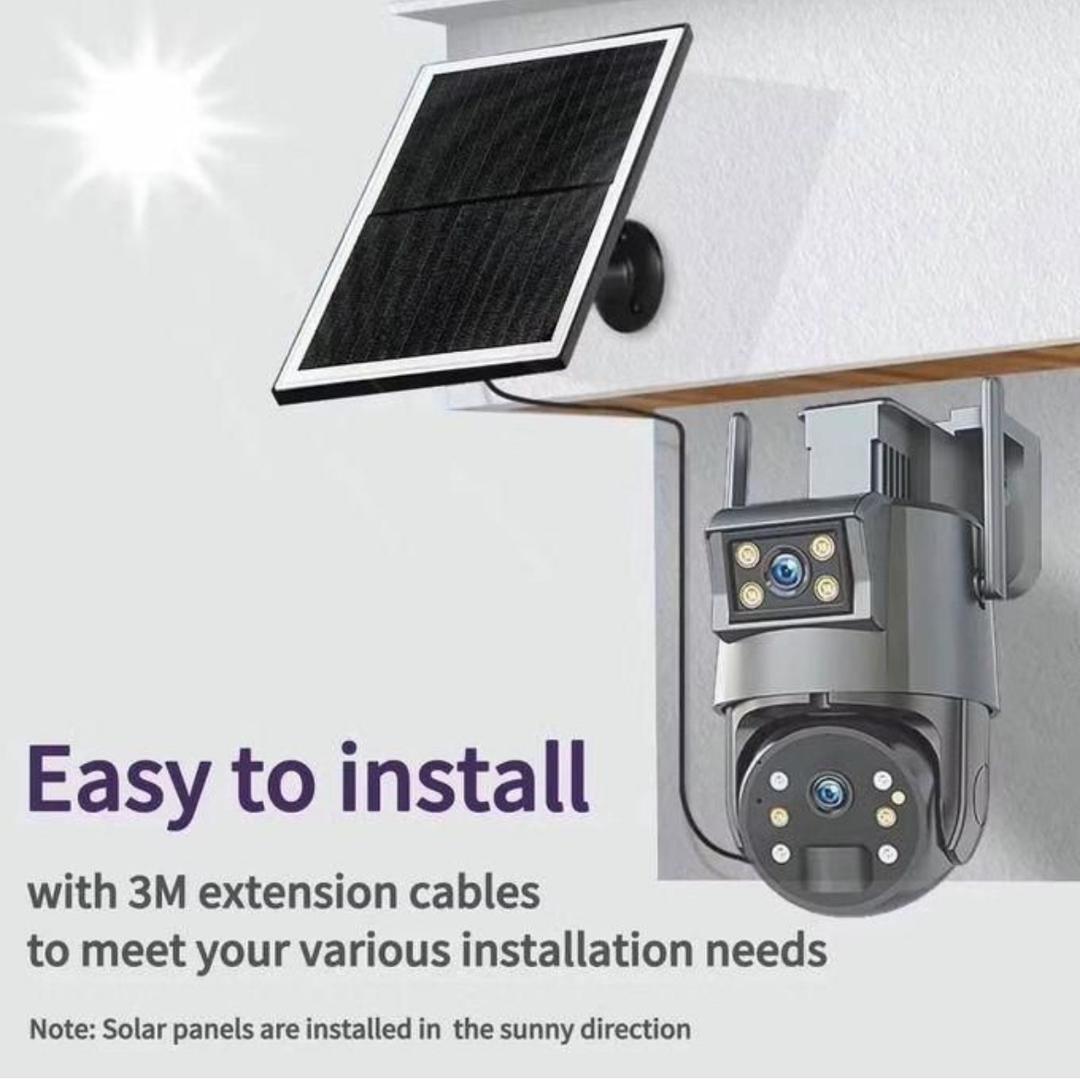 Easy to install
with 3M extension cables
to meet your various installation needs
Note: Solar panels are installed in  the sunny direction